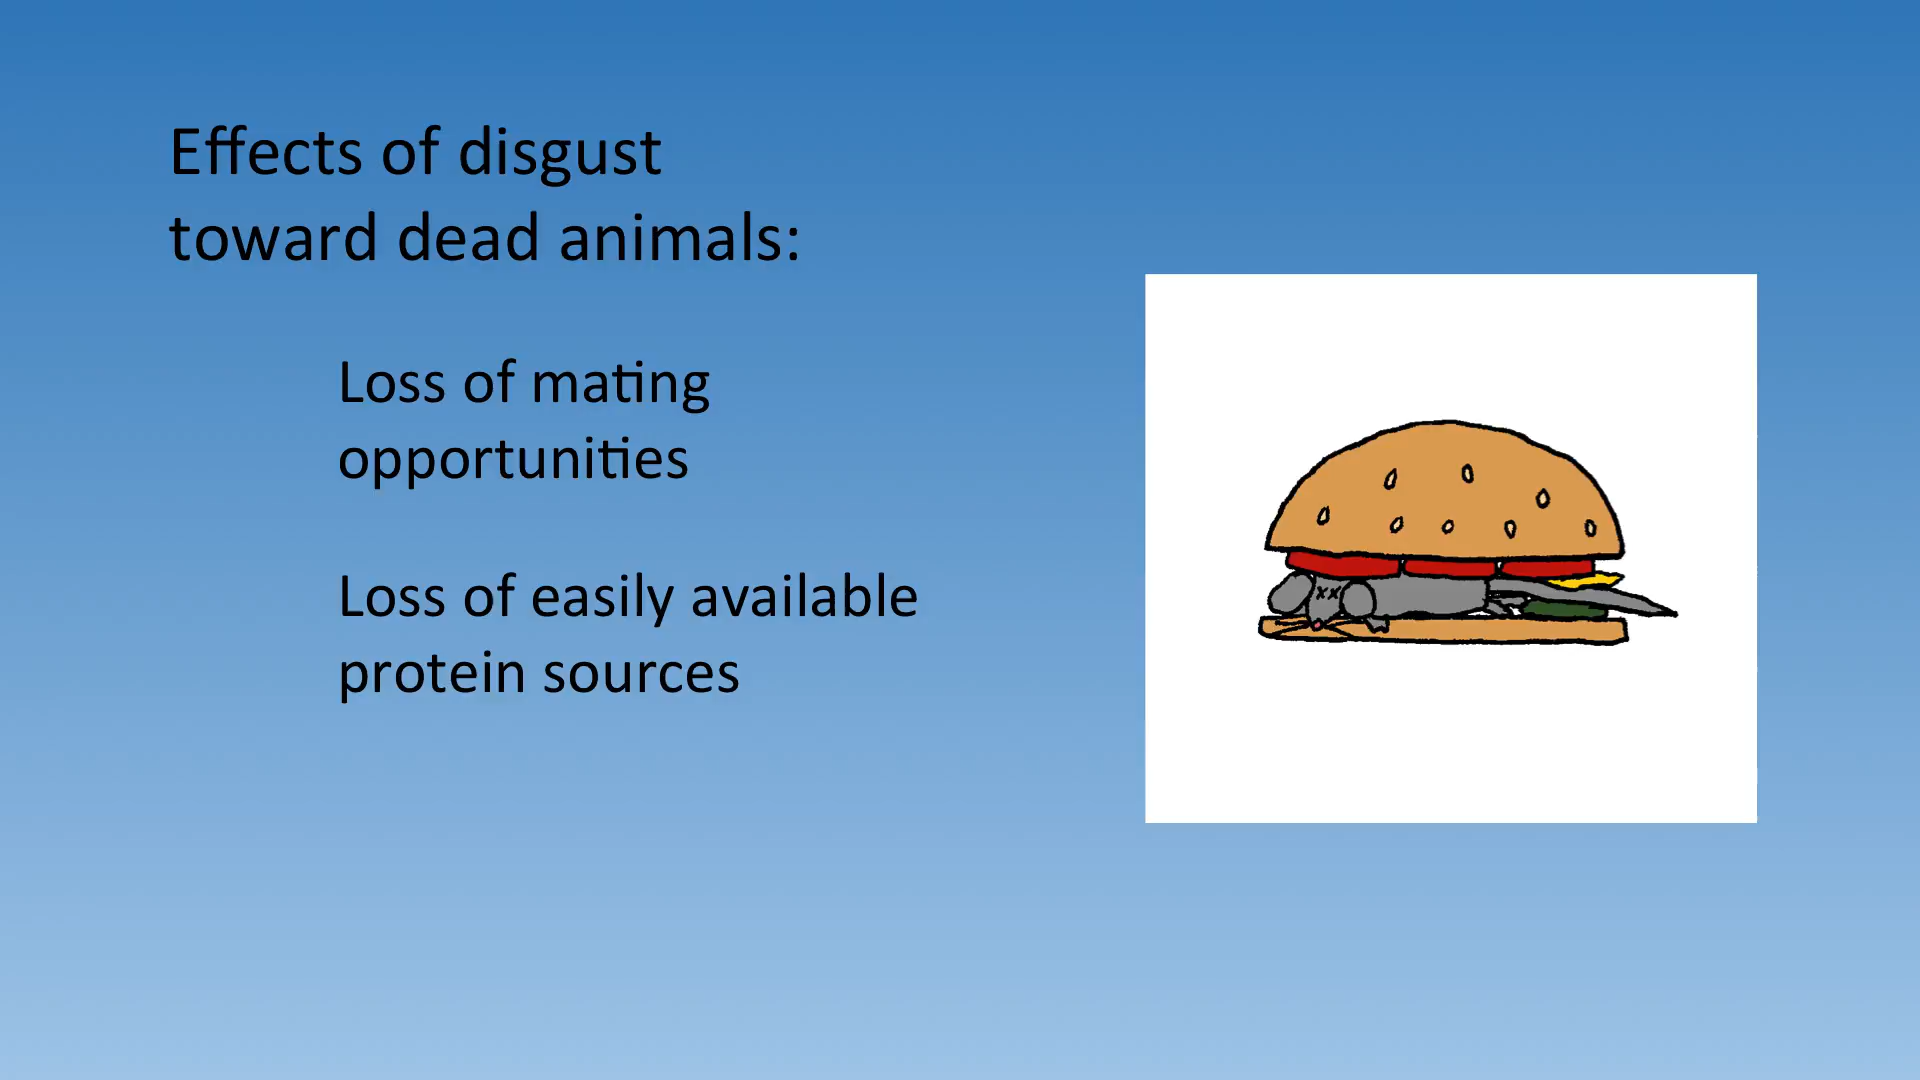 Effects of disgust
toward dead animals:
Loss of mating
opportunities
Loss of easily available
protein sources